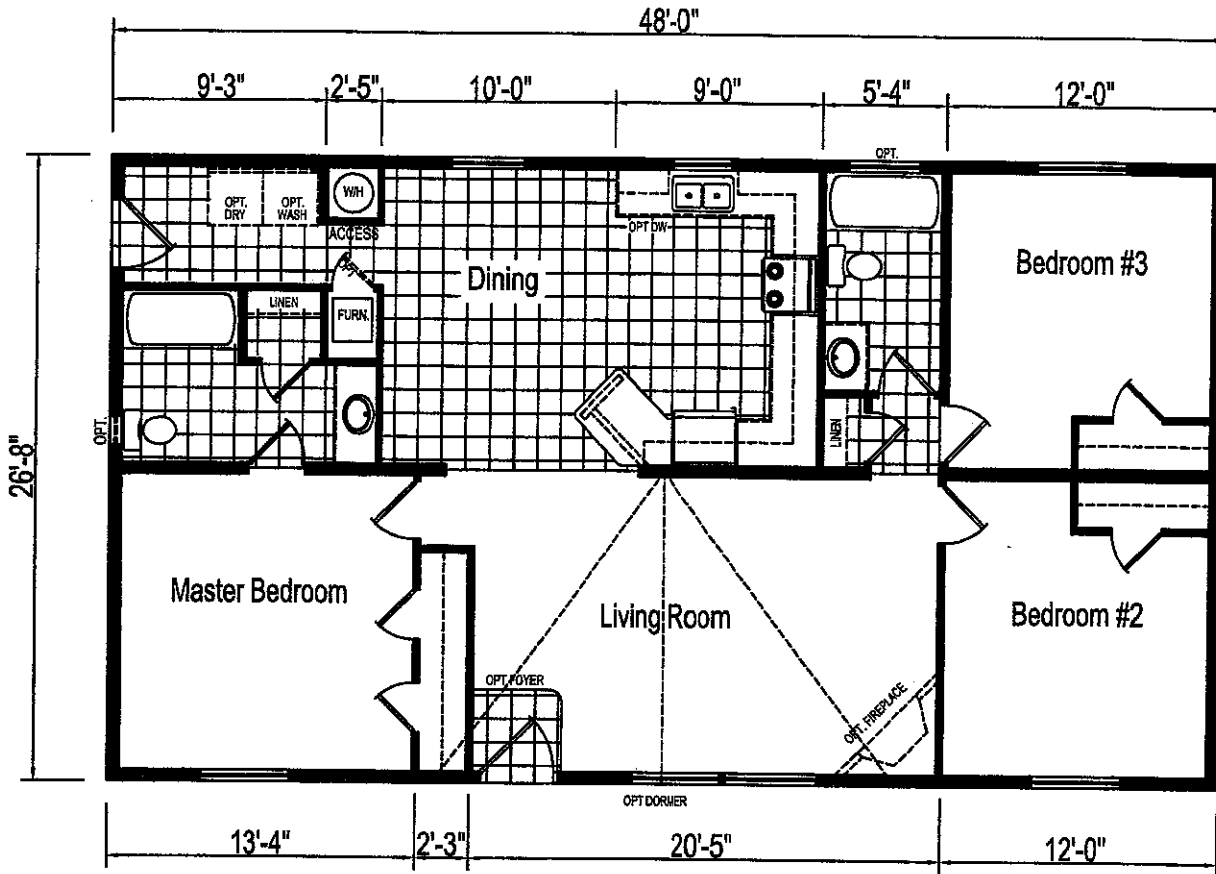 48'-0"
9'-3"
2'-5"
10'-0"
9'-0"
5'-4"
12'-0"
OPT.
OPT.
DRY
OPT.
WASH
W/H
ACCESS
OPT DW
Dining
Bedroom #3
LINEN
FURN.
OPT.
LINEN
26'-8"
Master Bedroom
Living Room
Bedroom #2
OPT FOYER
OPT. FIREPLACE
OPT DORMER
13'-4"
2'-3"
20'-5"
12'-0"